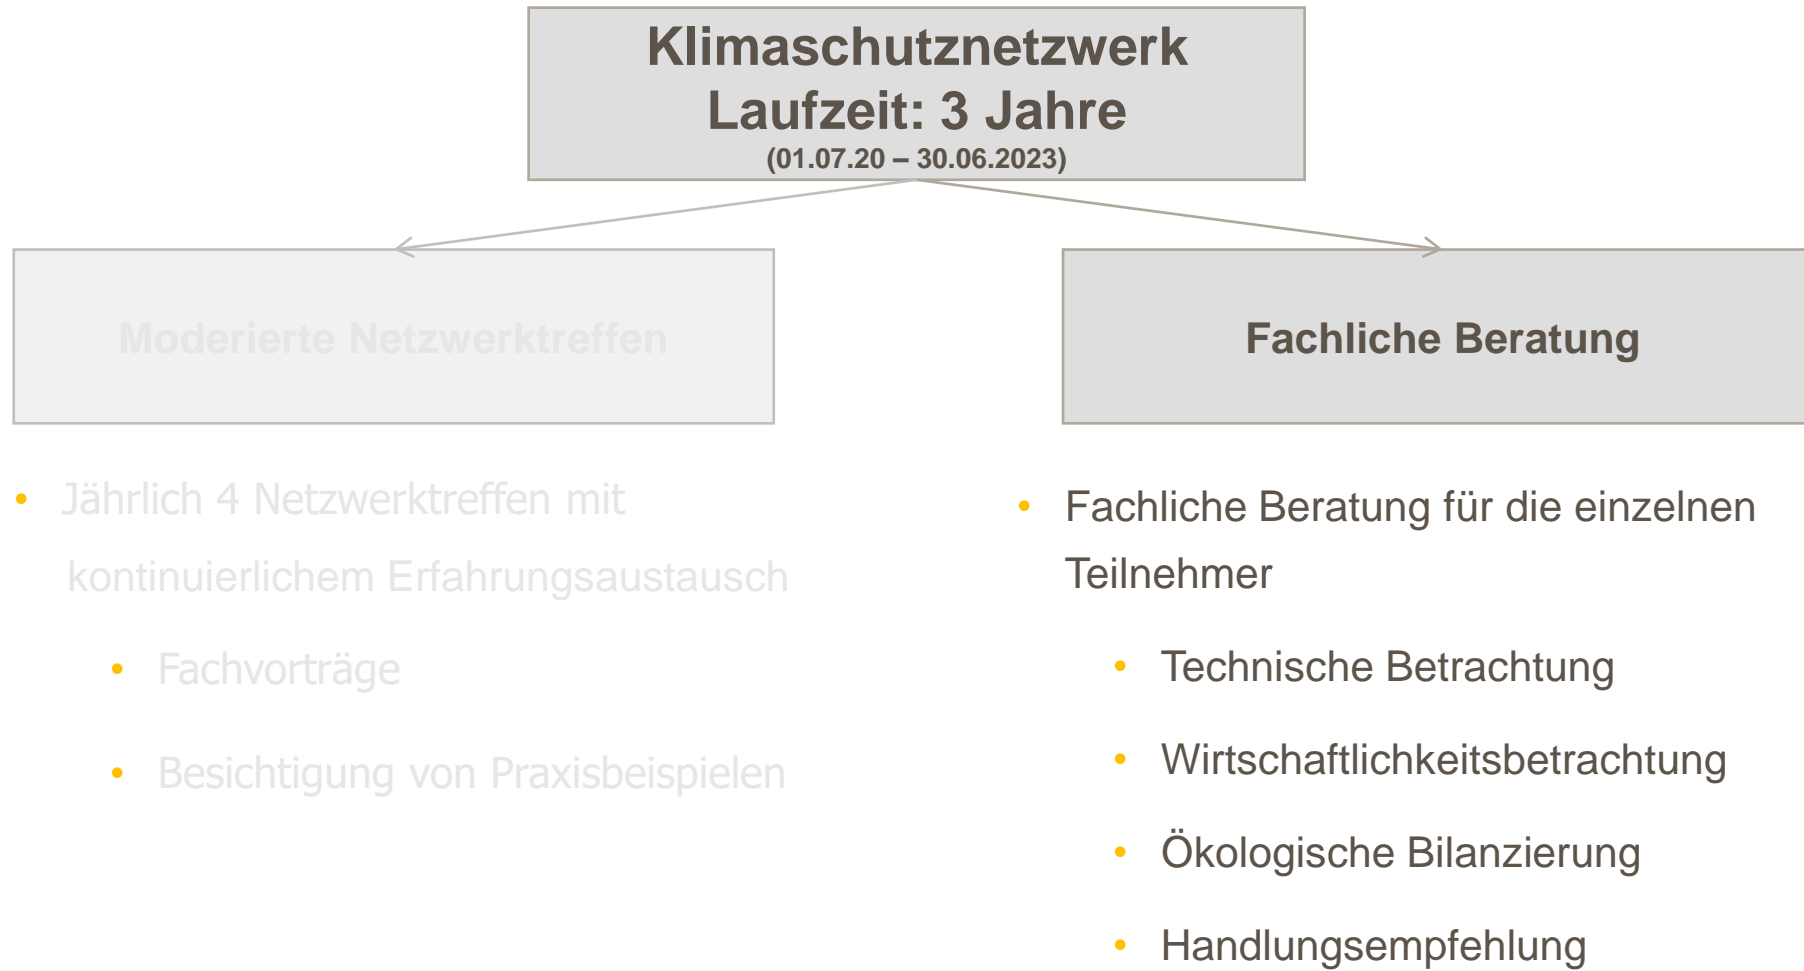 Klimaschutznetzwerk
Laufzeit: 3 Jahre
(01.07.20 – 30.06.2023)
Moderierte Netzwerktreffen
• Jährlich 4 Netzwerktreffen mit
kontinuierlichem Erfahrungsaustausch
• Fachvorträge
• Besichtigung von Praxisbeispielen
Fachliche Beratung
• Fachliche Beratung für die einzelnen
Teilnehmer
• Technische Betrachtung
• Wirtschaftlichkeitsbetrachtung
• Ökologische Bilanzierung
• Handlungsempfehlung